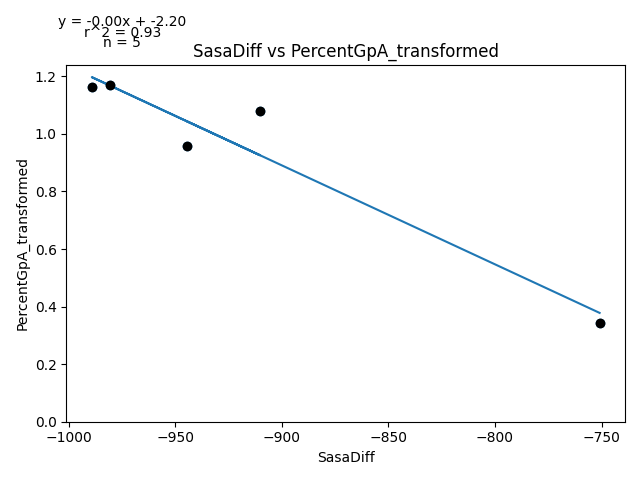 y = -0.00x + -2.20
r^2 = 0.93
n = 5
SasaDiff vs PercentGpA_transformed
1.2
1.0
0.8
0.6
0.4
0.2
0.0
PercentGpA_transformed
−1000
−950
−900
−850
−800
−750
SasaDiff